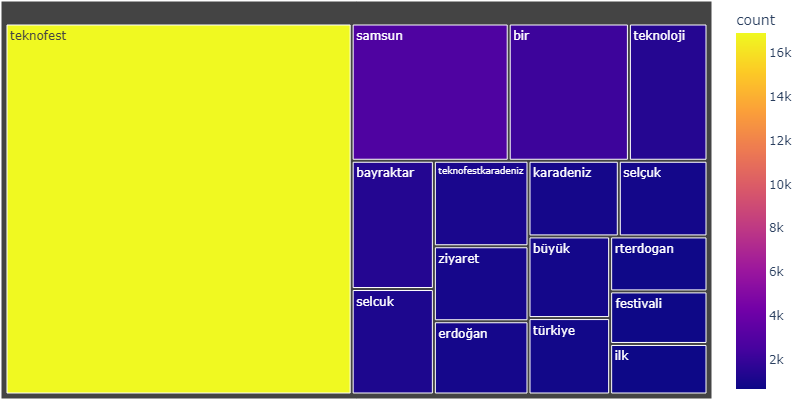 teknofest
samsun
bir
teknoloji
bayraktar
selcuk
teknofestkaradeniz
ziyaret
erdoğan
karadeniz
selçuk
büyük
türkiye
rterdogan
festivali
ilk
count
16k
14k
12k
10k
8k
6k
4k
2k